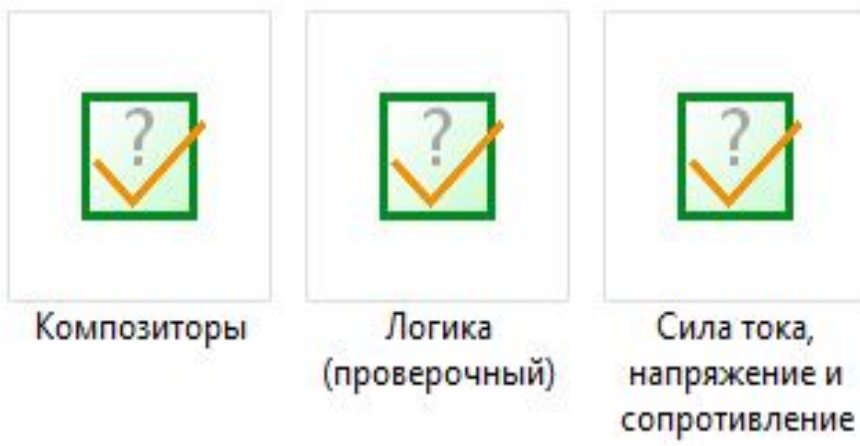 ?
?
?
Композиторы
Логика
(проверочный)
Сила тока,
напряжение и
сопротивление